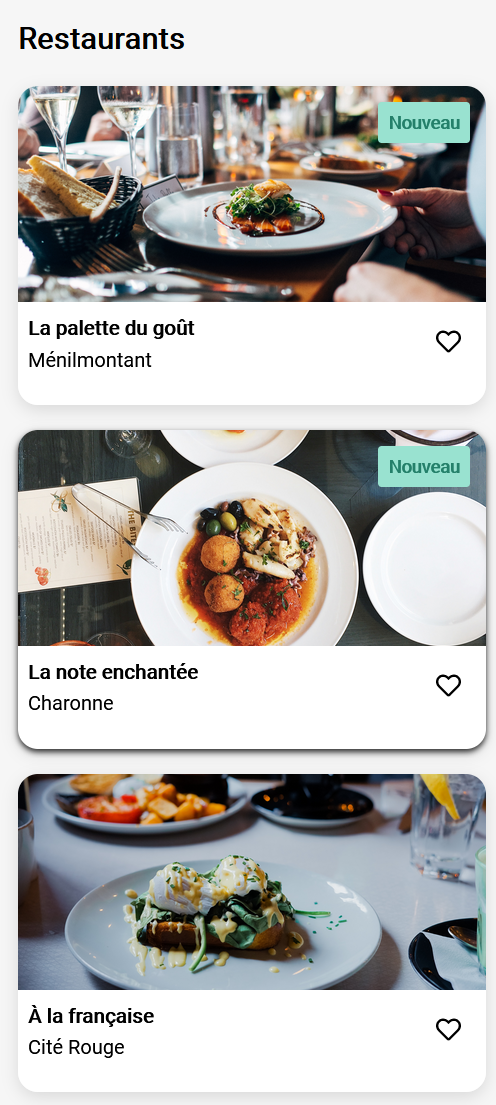 Restaurants
Nouveau
La palette du goût
Ménilmontant
Nouveau
La note enchantée
Charonne
À la française
Cité Rouge